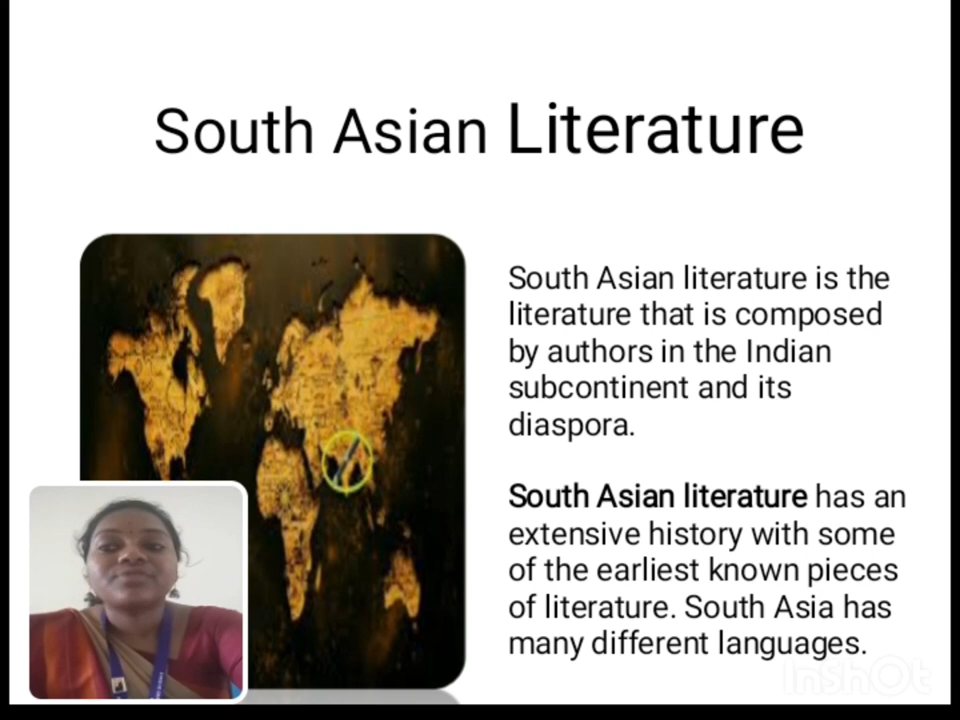 South Asian Literature
South Asian literature is the
literature that is composed
by authors in the Indian
subcontinent and its
diaspora.
South Asian literature has an
extensive history with some
of the earliest known pieces
of literature. South Asia has
many different languages.
InShOt